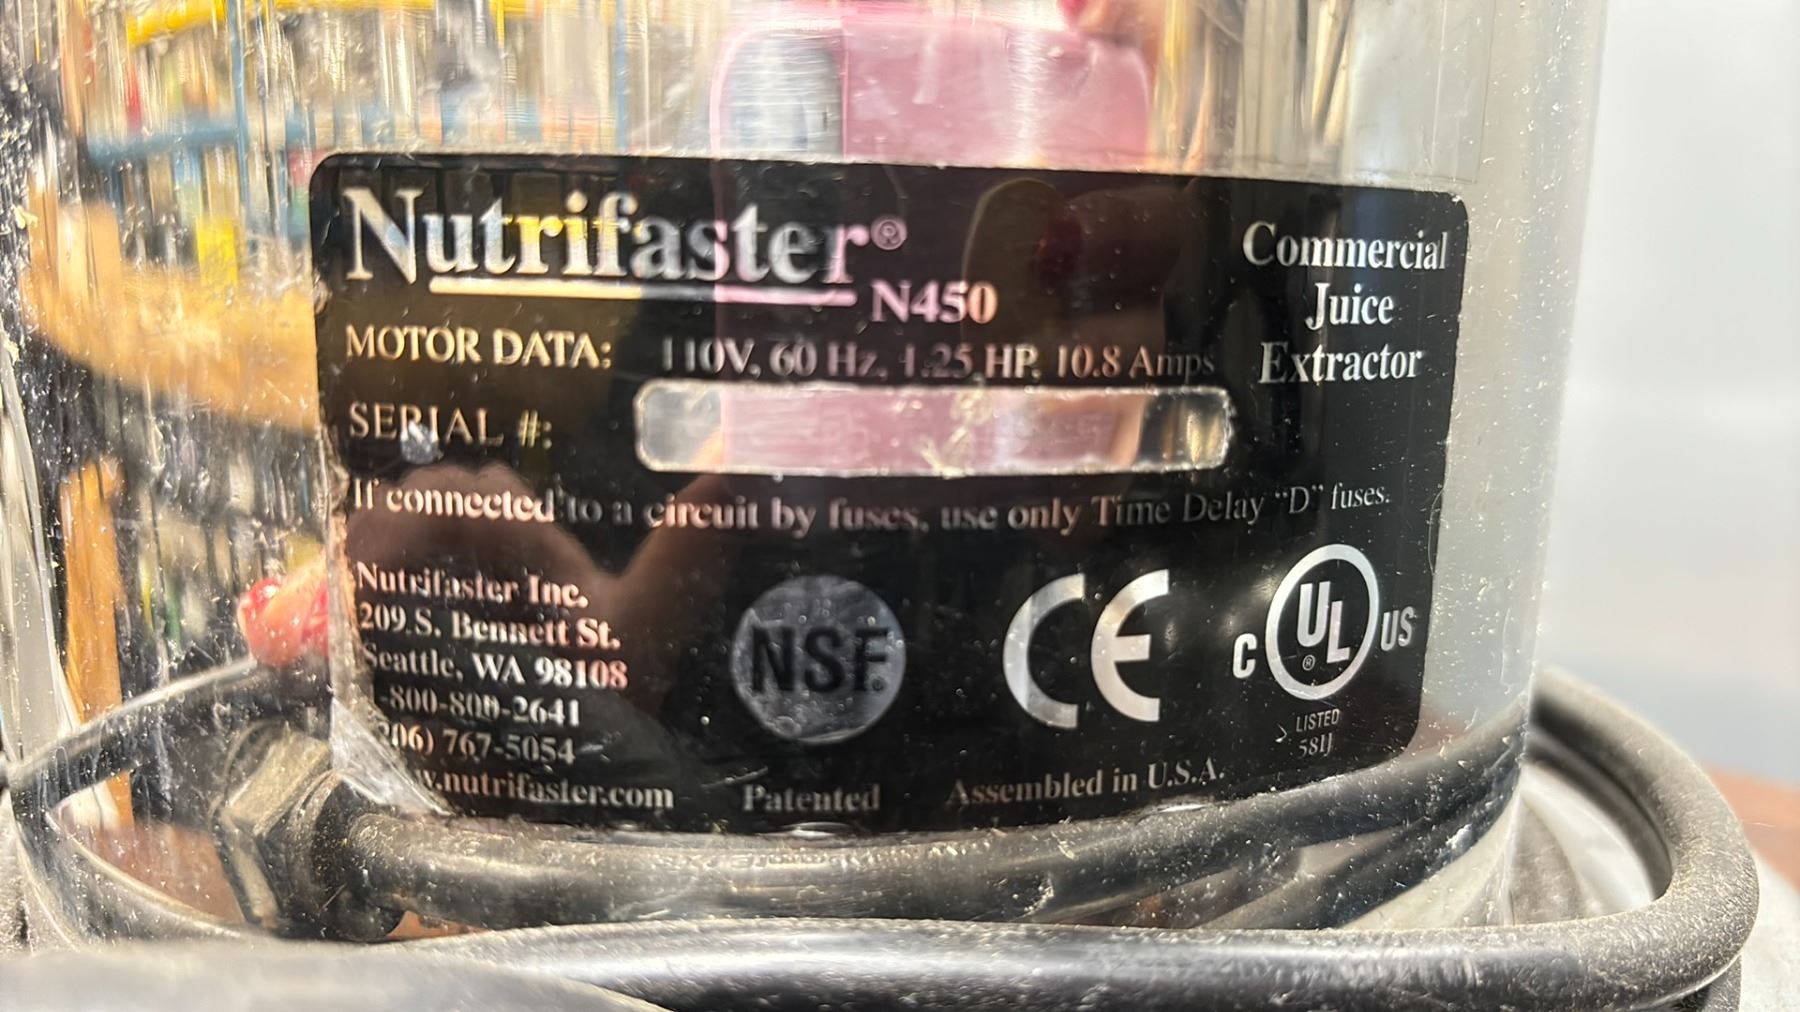 Nutrifaster®
N450
Commercial
Juice
Extractor
MOTOR DATA: 110V, 60 Hz, 1.25 HP, 10.8 Amps
SERIAL #:
If connected to a circuit by fuses, use only Time Delay “D” fuses.
Nutrifaster Inc.
209 S. Bennett St.
Seattle, WA 98108
-800-800-2641
206) 767-5054
.nutrifaster.com
NSF®
Patented
CE
Assembled in U.S.A.
C UL® US
LISTED
581J